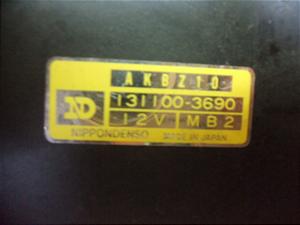 AKBZ10
ND
131100-3690
12V MB2
NIPPONDENSO MADE IN JAPAN